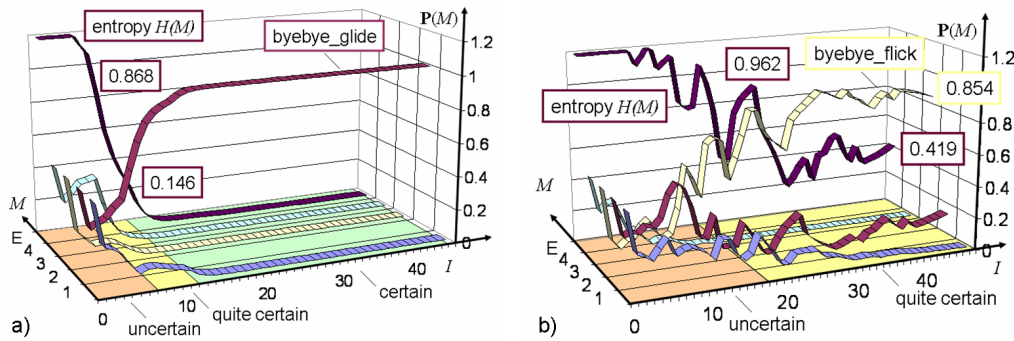 entropy H(M)
byebye_glide
0.868
0.146
P(M)
1.2
1
0.8
0.6
0.4
0.2
0
M
E
4
3
2
1
0
10
20
30
40
I
uncertain
quite certain
certain
a)
entropy H(M)
0.962
byebye_flick
0.854
0.419
P(M)
1.2
1
0.8
0.6
0.4
0.2
0
M
E
4
3
2
1
0
10
20
30
40
I
uncertain
quite certain
b)